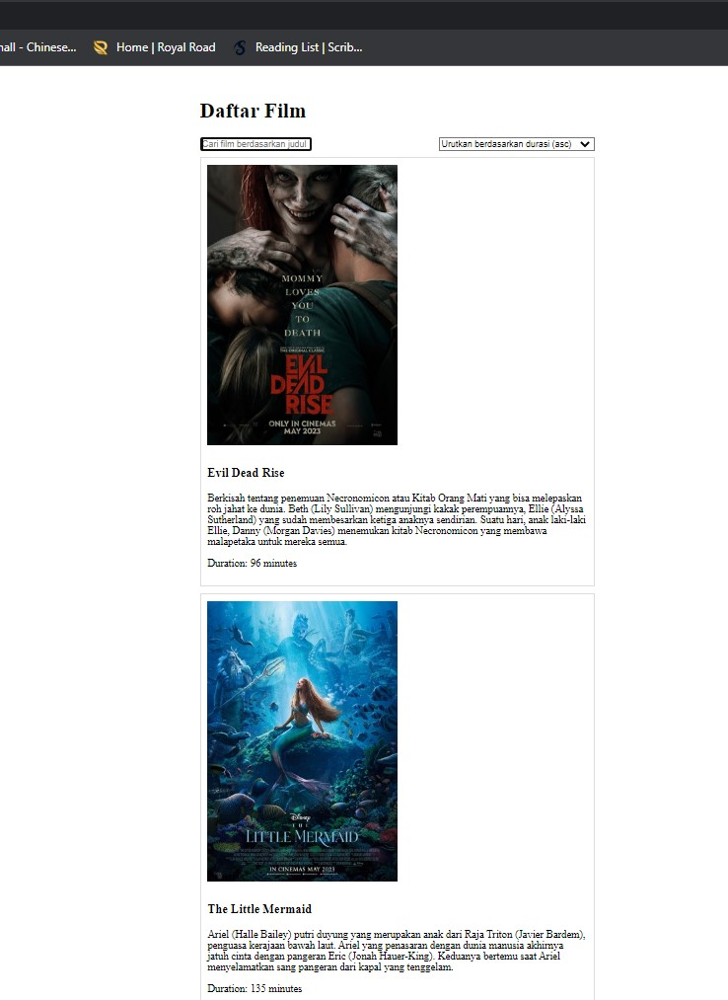 nall - Chinese...
Home | Royal Road
Reading List | Scrib...
Daftar Film
Cari film berdasarkan judul
Urutkan berdasarkan durasi (asc)
MOMMY
LOVES
YOU
TO
DEATH
THE ORIGINAL CLASSIC
EVIL
DEAD
RISE
ONLY IN CINEMAS
MAY 2023
Evil Dead Rise
Berkisah tentang penemuan Necronomicon atau Kitab Orang Mati yang bisa melepaskan
roh jahat ke dunia. Beth (Lily Sullivan) mengunjungi kakak perempuannya, Ellie (Alyssa
Sutherland) yang sudah membesarkan ketiga anaknya sendirian. Suatu hari, anak laki-laki
Ellie, Danny (Morgan Davies) menemukan kitab Necronomicon yang membawa
malapetaka untuk mereka semua.
Duration: 96 minutes
Disney
THE
LITTLE MERMAID
IN CINEMAS MAY 2023
The Little Mermaid
Ariel (Halle Bailey) putri duyung yang merupakan anak dari Raja Triton (Javier Bardem),
penguasa kerajaan bawah laut. Ariel yang penasaran dengan dunia manusia akhirnya
jatuh cinta dengan pangeran Eric (Jonah Hauer-King). Keduanya bertemu saat Ariel
menyelamatkan sang pangeran dari kapal yang tenggelam.
Duration: 135 minutes